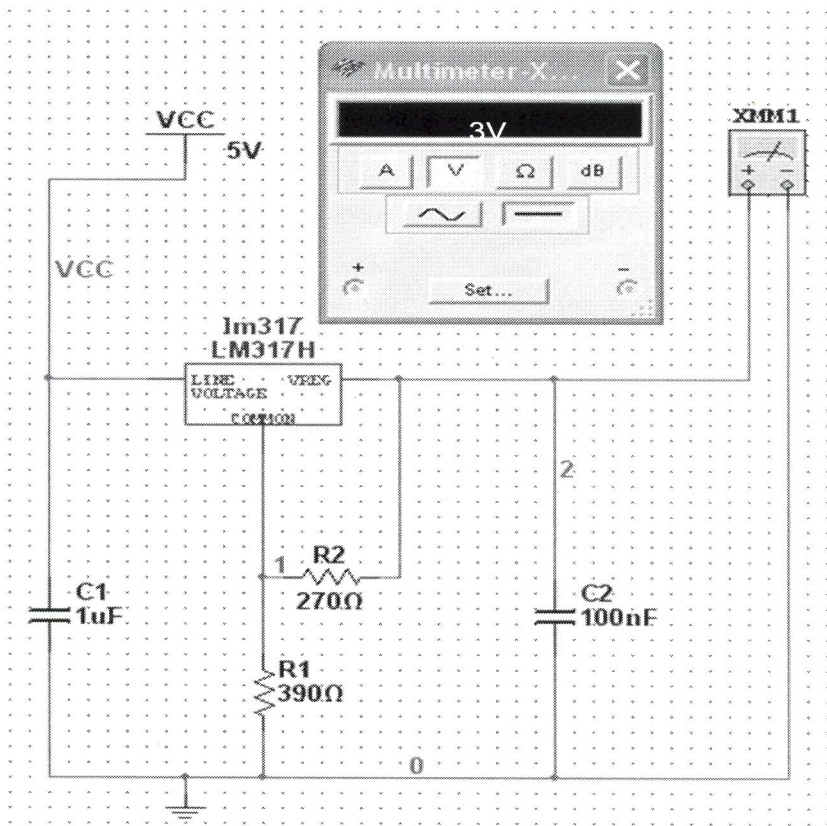 Multimeter-X...
3V
A V Ω dB
Set...
+ −
VCC
5V
VCC
XMM1
+ −
lm317
LM317H
LINE VREG
VOLTAGE
COMMON
2
1
R2
270Ω
C1
1uF
C2
100nF
R1
390Ω
0